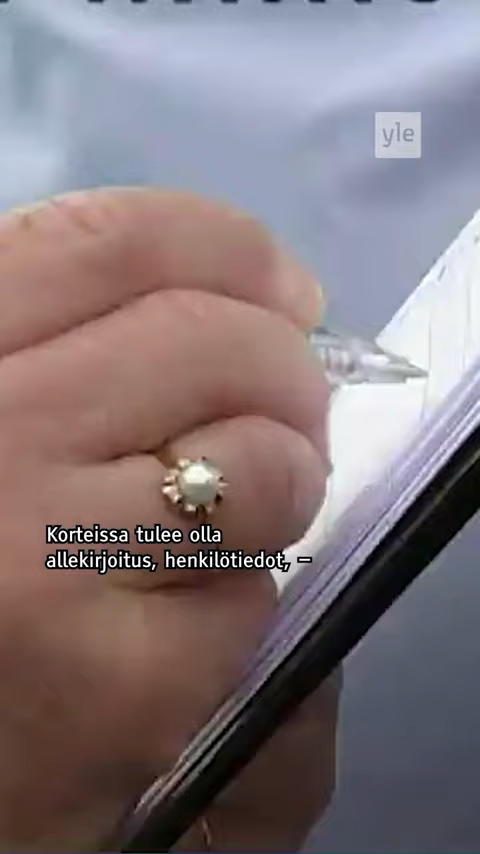 yle
Korteissa tulee olla
allekirjoitus, henkilötiedot, –